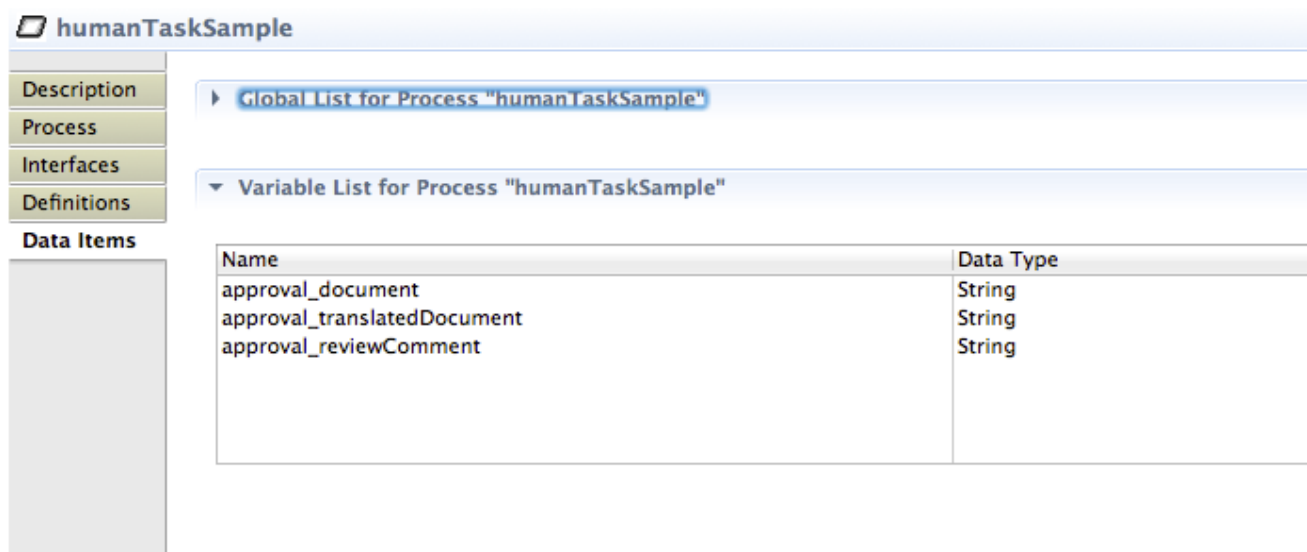 humanTaskSample
Description
Process
Interfaces
Definitions
Data Items
Global List for Process "humanTaskSample"
Variable List for Process "humanTaskSample"
Name Data Type
approval_document String
approval_translatedDocument String
approval_reviewComment String